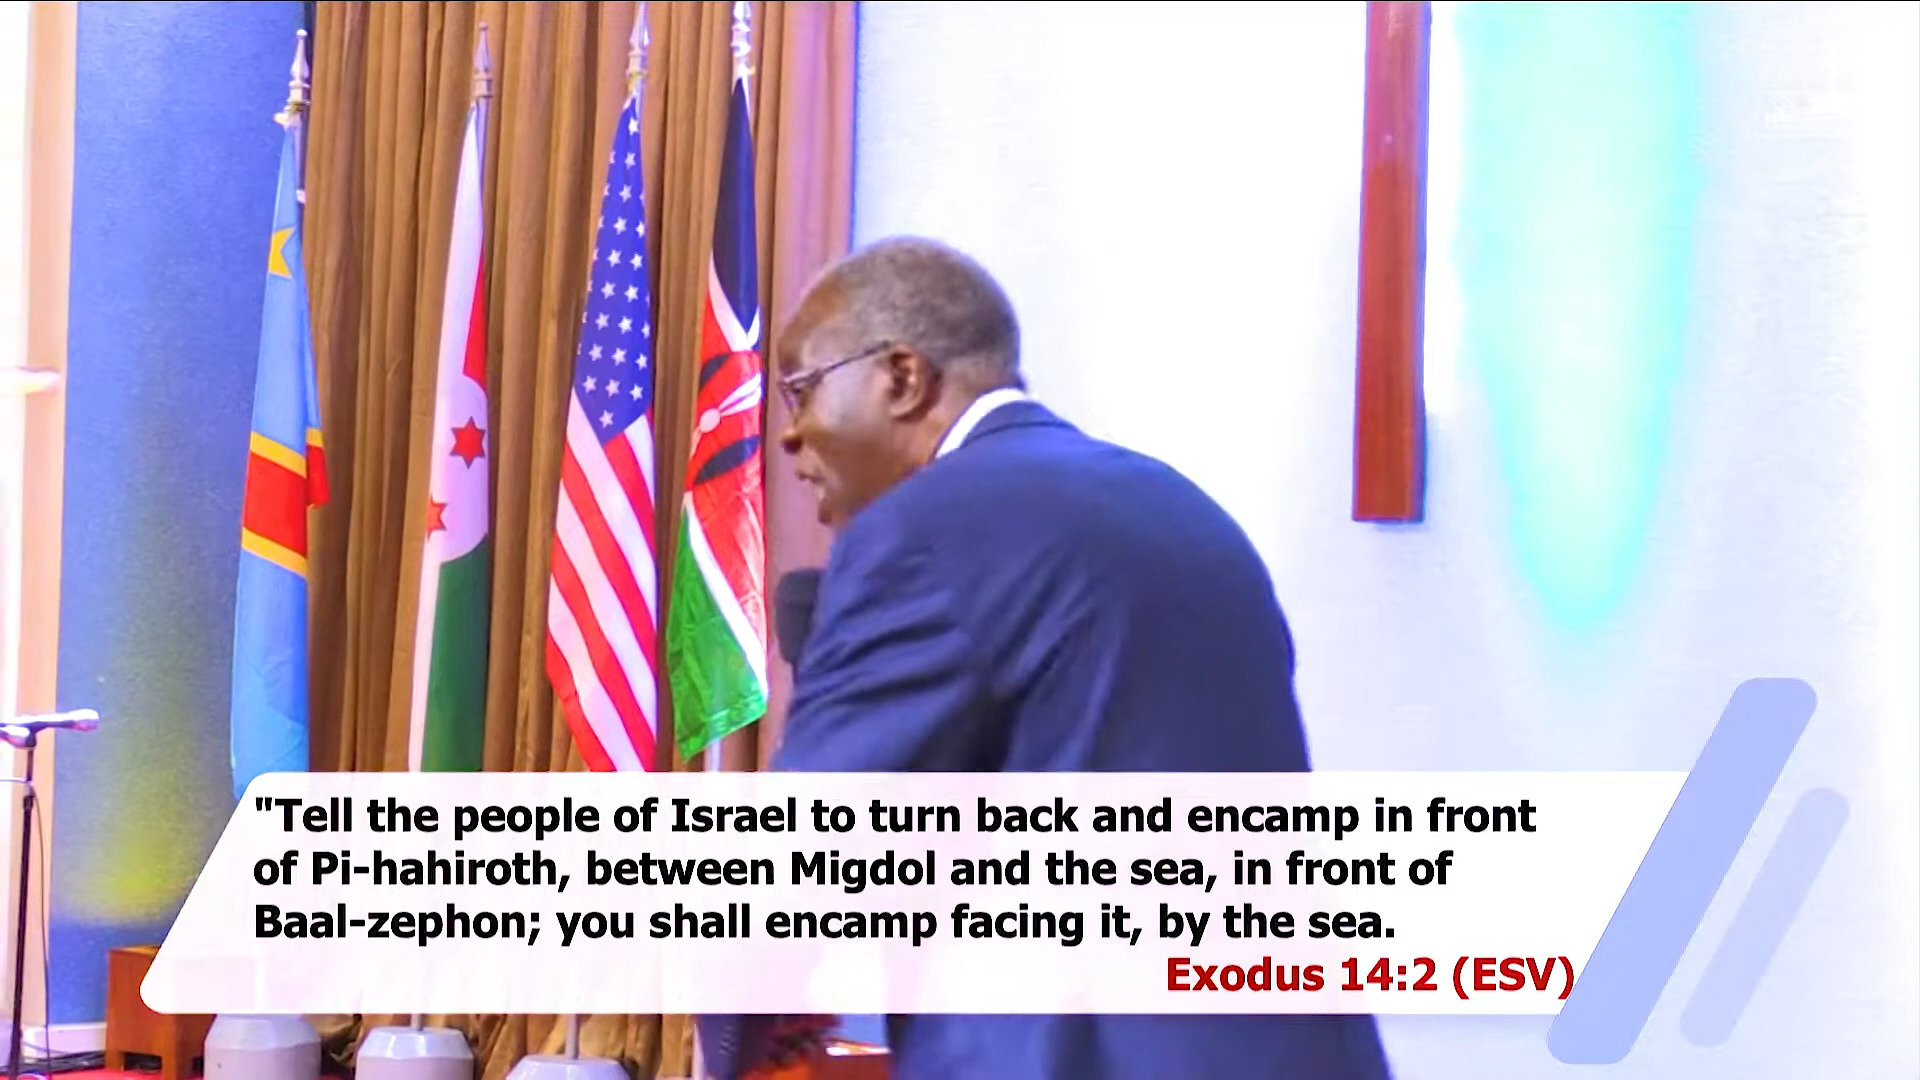 "Tell the people of Israel to turn back and encamp in front
of Pi-hahiroth, between Migdol and the sea, in front of
Baal-zephon; you shall encamp facing it, by the sea.
Exodus 14:2 (ESV)